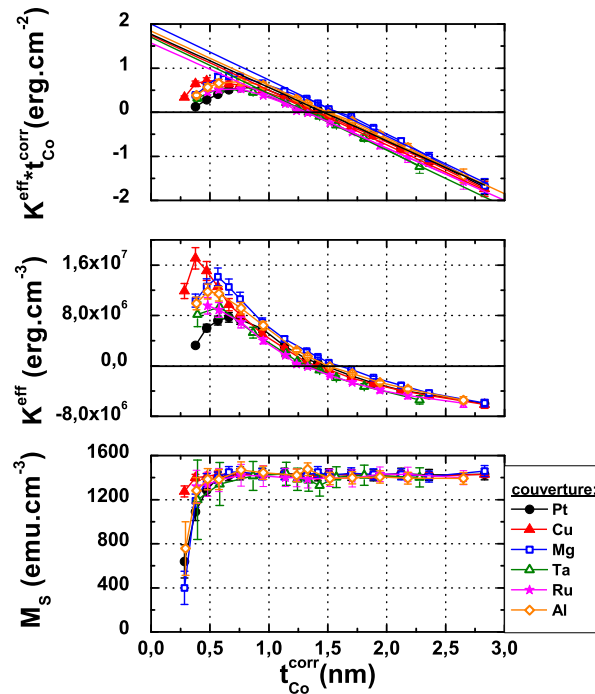 K^eff*t_Co^corr(erg.cm^-2)
2
1
0
-1
-2
K^eff (erg.cm^-3)
1,6x10^7
8,0x10^6
0,0
-8,0x10^6
M_S (emu.cm^-3)
1600
1200
800
400
0
0,0 0,5 1,0 1,5 2,0 2,5 3,0
t_Co^corr(nm)
couverture:
Pt
Cu
Mg
Ta
Ru
Al